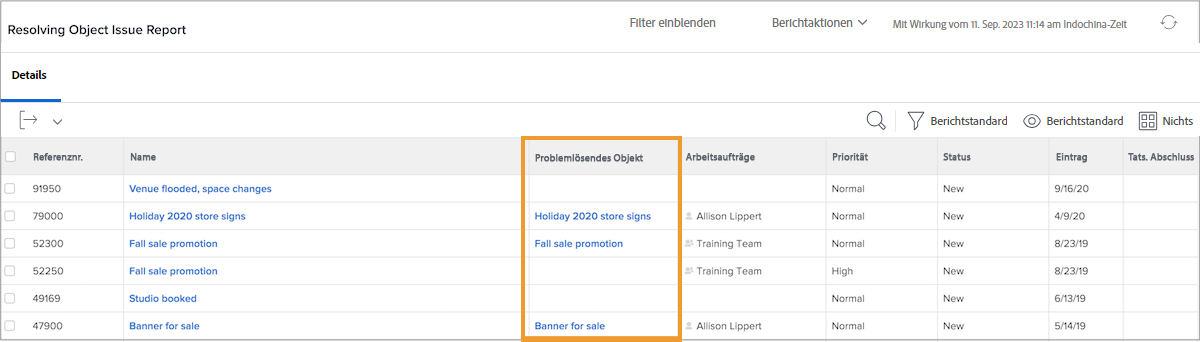 Resolving Object Issue Report
Filter einblenden Berichtaktionen Mit Wirkung vom 11. Sep. 2023 11:14 am Indochina-Zeit
Details
Berichtstandard Berichtstandard Nichts
Referenznr. Name Problemlösendes Objekt Arbeitsaufträge Priorität Status Eintrag Tats. Abschluss
91950 Venue flooded, space changes Normal New 9/16/20
79000 Holiday 2020 store signs Holiday 2020 store signs Allison Lippert Normal New 4/9/20
52300 Fall sale promotion Fall sale promotion Training Team Normal New 8/23/19
52250 Fall sale promotion Training Team High New 8/23/19
49169 Studio booked Normal New 6/13/19
47900 Banner for sale Banner for sale Allison Lippert Normal New 5/14/19